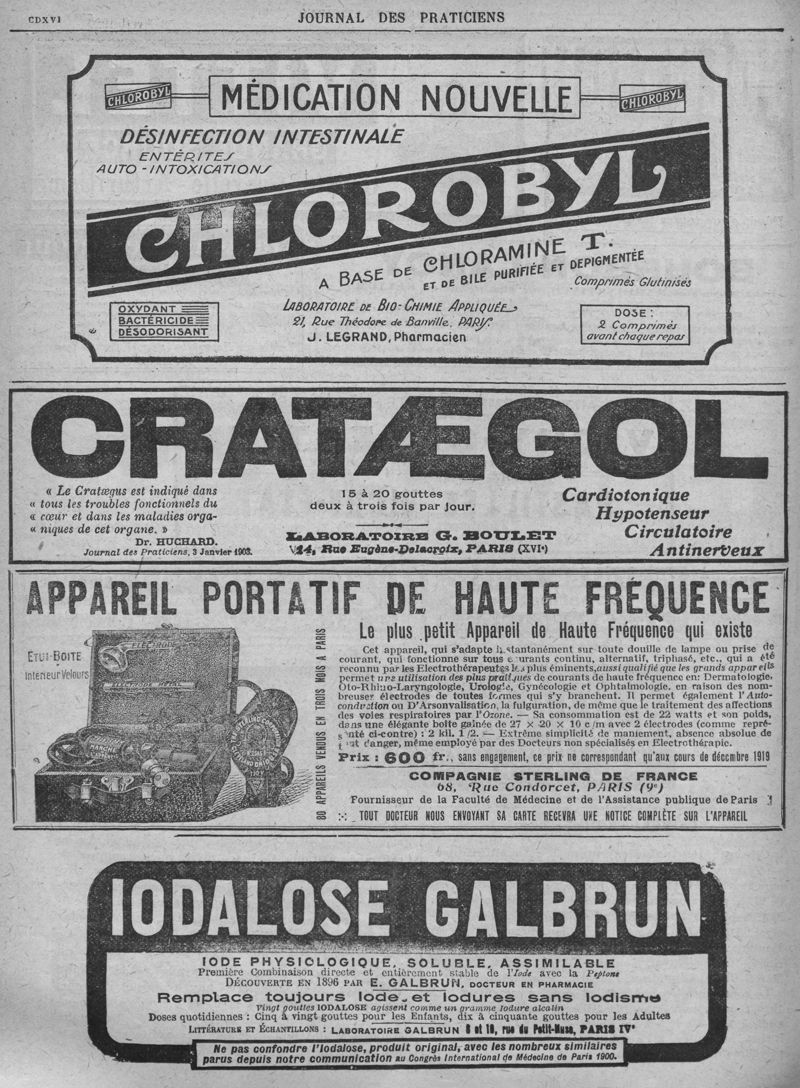 CDXVI
JOURNAL DES PRATICIENS
CHLOROBYL
MÉDICATION NOUVELLE
CHLOROBYL
DÉSINFECTION INTESTINALE
ENTÉRITES
AUTO-INTOXICATIONS
CHLOROBYL
A BASE DE CHLORAMINE T.
ET DE BILE PURIFIÉE ET DEPIGMENTÉE
Comprimés Glutinisés
OXYDANT
BACTÉRICIDE
DÉSODORISANT
LABORATOIRE DE BIO-CHIMIE APPLIQUÉE
21, Rue Théodore de Banville, PARIS.
J. LEGRAND, Pharmacien
DOSE:
2 Comprimés
avant chaque repas
CRATÆGOL
« Le Cratægus est indiqué dans
« tous les troubles fonctionnels du
« cœur et dans les maladies orga-
« niques de cet organe. »
Dr. HUCHARD.
Journal des Praticiens, 3 Janvier 1903.
15 à 20 gouttes
deux à trois fois par jour.
LABORATOIRE G. BOULET
24, Rue Eugène-Delacroix, PARIS (XVIe)
Cardiotonique
Hypotenseur
Circulatoire
Antinerveux
APPAREIL PORTATIF DE HAUTE FRÉQUENCE
ETUI-BOITE
Intérieur Velours
80 APPAREILS VENDUS EN TROIS MOIS A PARIS
Le plus petit Appareil de Haute Fréquence qui existe
Cet appareil, qui s'adapte instantanément sur toute douille de lampe ou prise de
courant, qui fonctionne sur tous courants continu, alternatif, triphasé, etc., qui a été
reconnu par les Electrothérapeutes les plus éminents, aussi qualifié que les grands appareils
permet une utilisation des plus pratiques de courants de haute fréquence en: Dermatologie,
Oto-Rhino-Laryngologie, Urologie, Gynécologie et Ophtalmologie, en raison des nom-
breuses électrodes de toutes formes qui s'y branchent. Il permet également l'Auto-
conduction ou D'Arsonvalisation, la fulguration, de même que le traitement des affections
des voies respiratoires par l'Ozone. — Sa consommation est de 22 watts et son poids,
dans une élégante boîte gaînée de 27 × 20 × 10 c/m avec 2 électrodes (comme repré-
senté ci-contre) : 2 kil. 1/2. — Extrême simplicité de maniement, absence absolue de
tout danger, même employé par des Docteurs non spécialisés en Electrothérapie.
Prix : 600 fr., sans engagement, ce prix ne correspondant qu'aux cours de décembre 1919
COMPAGNIE STERLING DE FRANCE
68, Rue Condorcet, PARIS (9e)
Fournisseur de la Faculté de Médecine et de l'Assistance publique de Paris
TOUT DOCTEUR NOUS ENVOYANT SA CARTE RECEVRA UNE NOTICE COMPLÈTE SUR L'APPAREIL
IODALOSE GALBRUN
IODE PHYSIOLOGIQUE, SOLUBLE, ASSIMILABLE
Première Combinaison directe et entièrement stable de l'Iode avec la Peptone
DÉCOUVERTE EN 1896 PAR E. GALBRUN, DOCTEUR EN PHARMACIE
Remplace toujours Iode et Iodures sans Iodisme
Vingt gouttes IODALOSE agissent comme un gramme Iodure alcalin
Doses quotidiennes : Cinq à vingt gouttes pour les Enfants, dix à cinquante gouttes pour les Adultes
LITTÉRATURE ET ÉCHANTILLONS : LABORATOIRE GALBRUN 8 et 10, rue du Petit-Musc, PARIS IVe
Ne pas confondre l'Iodalose, produit original, avec les nombreux similaires
parus depuis notre communication au Congrès International de Médecine de Paris 1900.